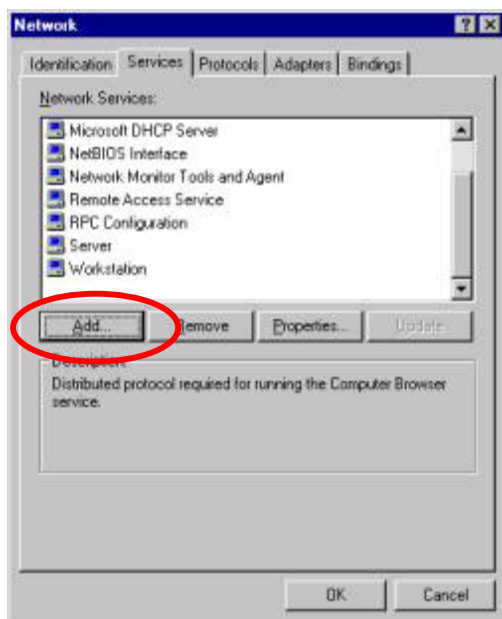 Network
Identification Services Protocols Adapters Bindings
Network Services:
Microsoft DHCP Server
NetBIOS Interface
Network Monitor Tools and Agent
Remote Access Service
RPC Configuration
Server
Workstation
Add... Remove Properties... Update
Description:
Distributed protocol required for running the Computer Browser
service.
OK Cancel